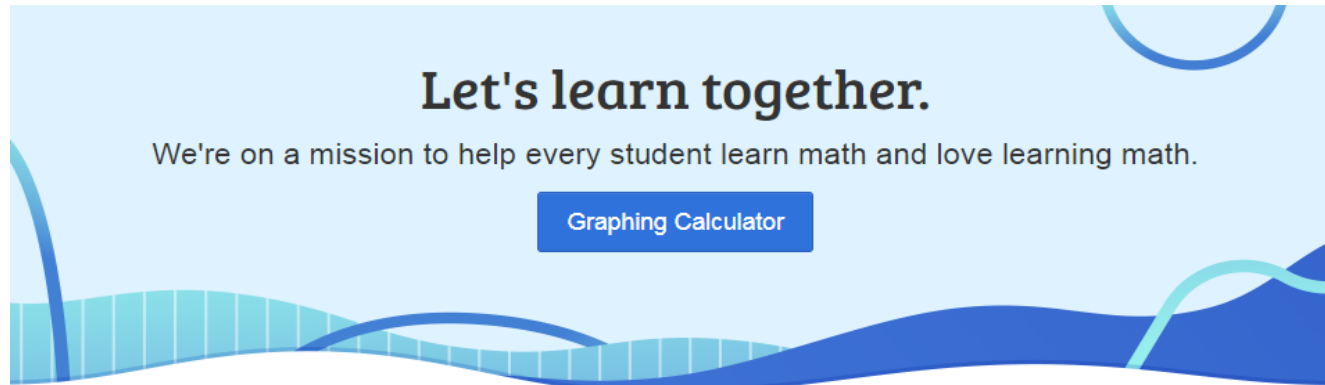 Let's learn together.
We're on a mission to help every student learn math and love learning math.
Graphing Calculator